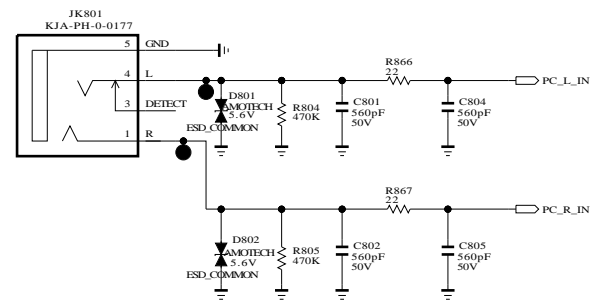 JK801
KJA-PH-0-0177
5 GND
4 L
3 DETECT
1 R
D801
AMOTECH
5.6V
ESD_COMMON
R804
470K
C801
560pF
50V
R866
22
C804
560pF
50V
PC_L_IN
D802
AMOTECH
5.6V
ESD_COMMON
R805
470K
C802
560pF
50V
R867
22
C805
560pF
50V
PC_R_IN